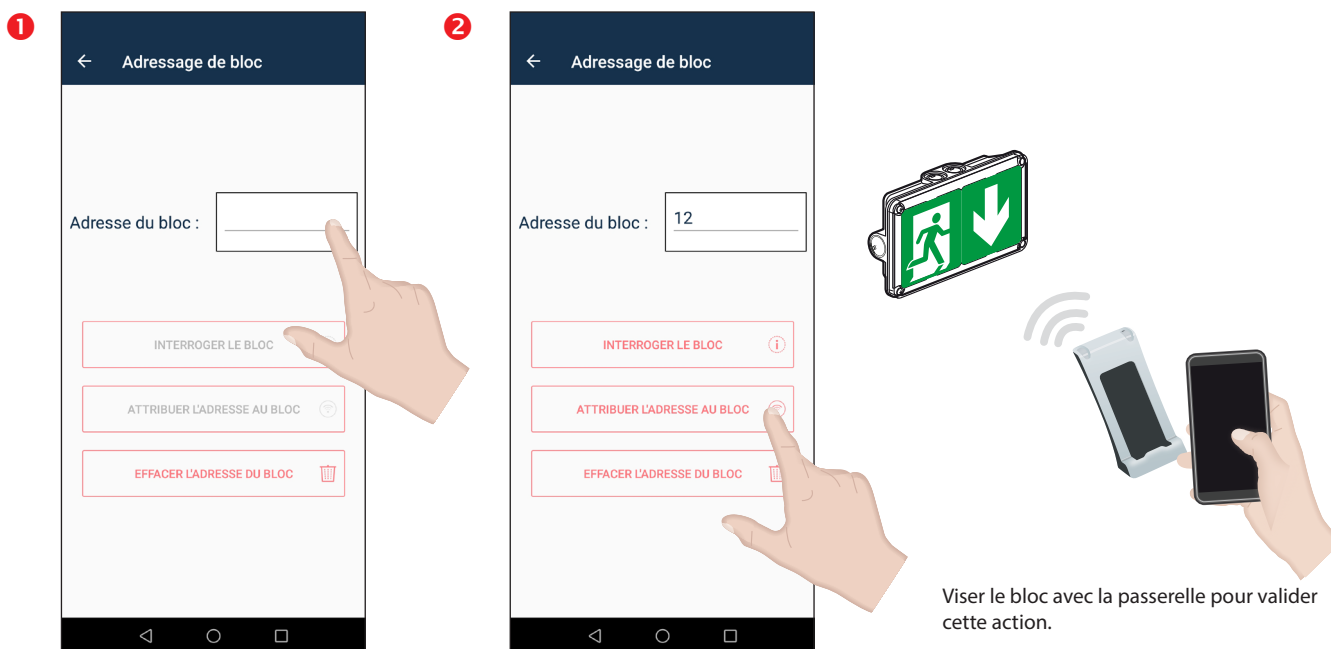 1
Adressage de bloc
Adresse du bloc :
INTERROGER LE BLOC
ATTRIBUER L'ADRESSE AU BLOC
EFFACER L'ADRESSE DU BLOC
2
Adressage de bloc
Adresse du bloc :
12
INTERROGER LE BLOC
ATTRIBUER L'ADRESSE AU BLOC
EFFACER L'ADRESSE DU BLOC
Viser le bloc avec la passerelle pour valider
cette action.